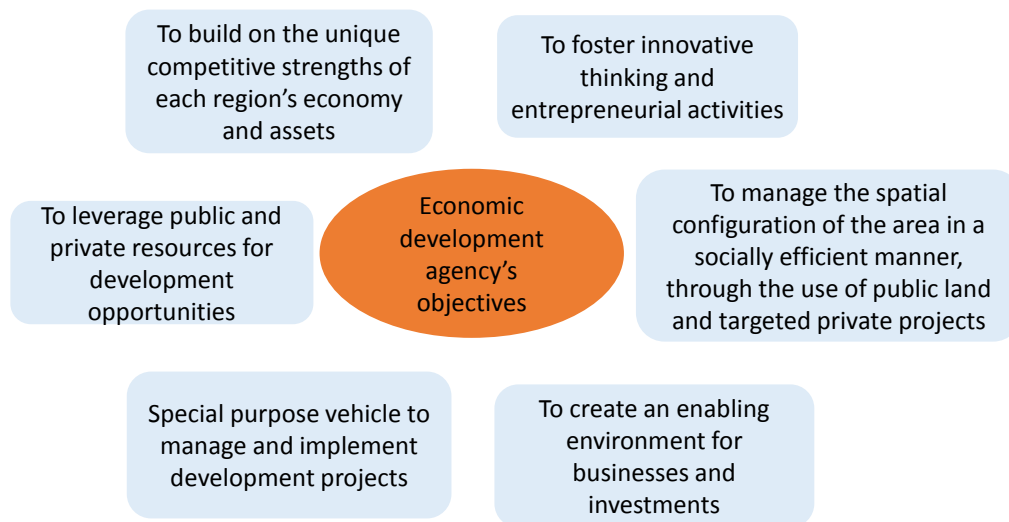 To build on the unique
competitive strengths of
each region's economy
and assets
To foster innovative
thinking and
entrepreneurial activities
To leverage public and
private resources for
development
opportunities
Economic
development
agency's
objectives
To manage the spatial
configuration of the area in a
socially efficient manner,
through the use of public land
and targeted private projects
Special purpose vehicle to
manage and implement
development projects
To create an enabling
environment for
businesses and
investments